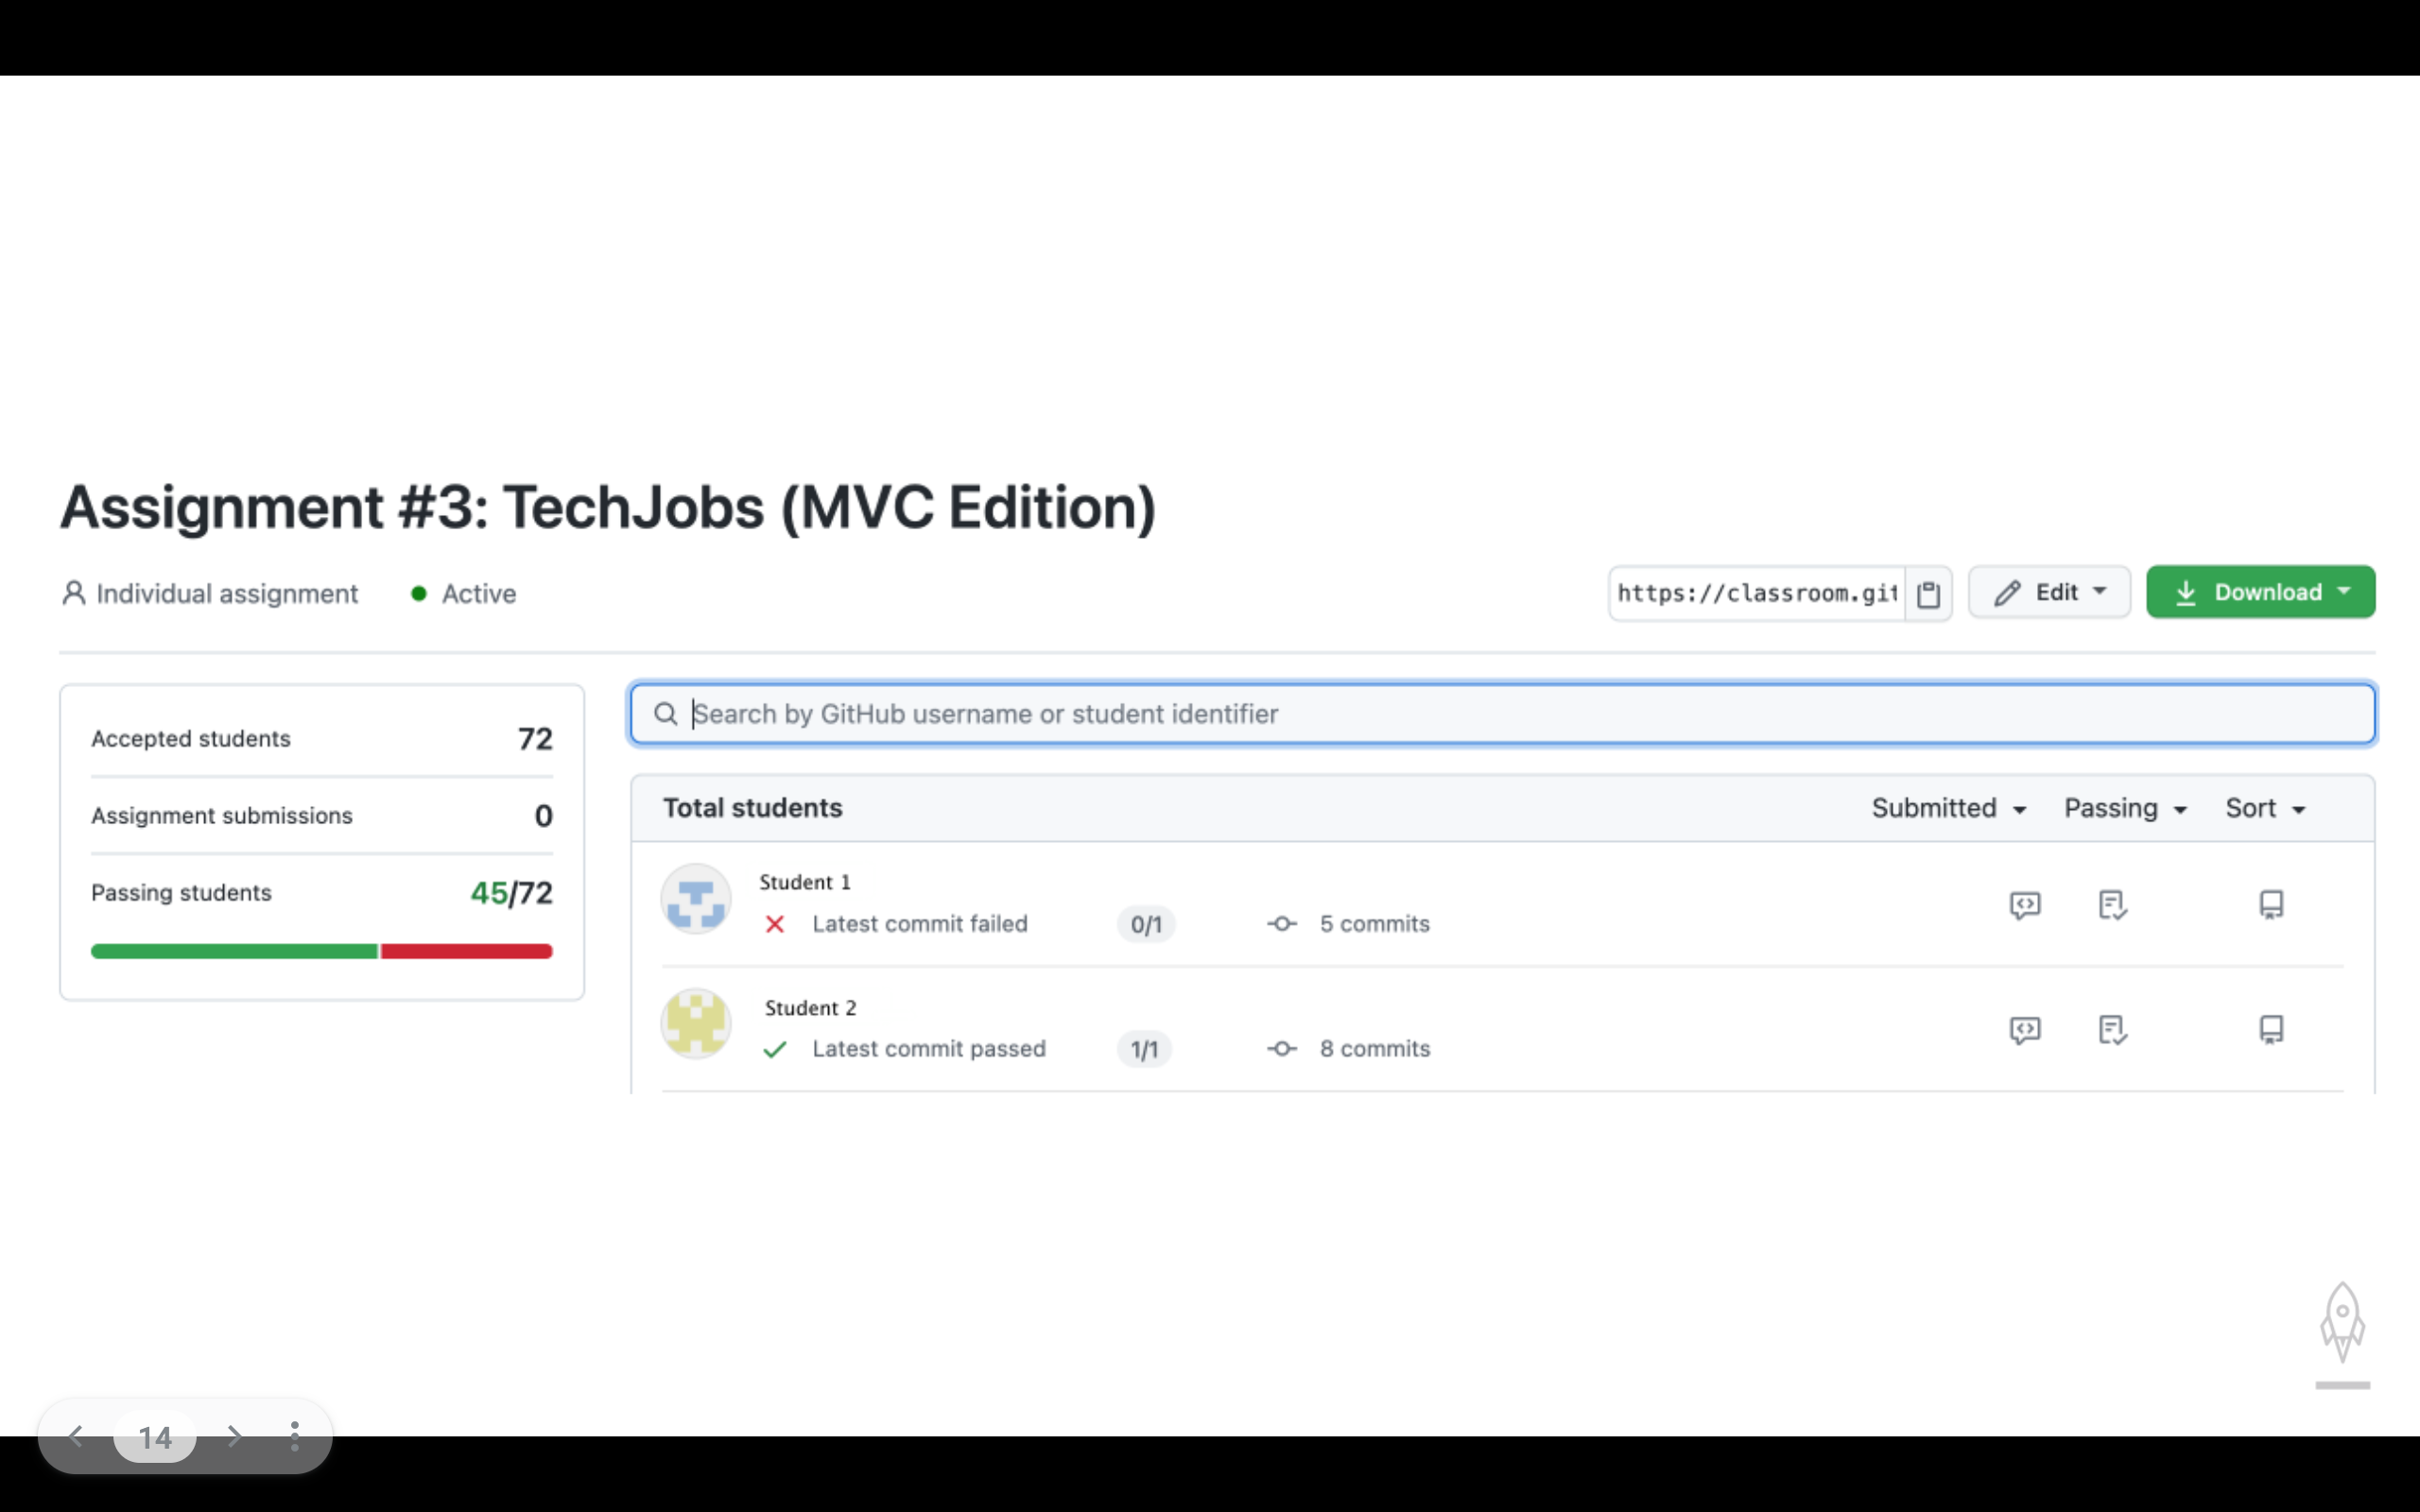 Assignment #3: TechJobs (MVC Edition)
Individual assignment Active
https://classroom.git Edit Download
Accepted students 72
Assignment submissions 0
Passing students 45/72
Search by GitHub username or student identifier
Total students Submitted Passing Sort
Student 1
Latest commit failed 0/1 5 commits
Student 2
Latest commit passed 1/1 8 commits
14